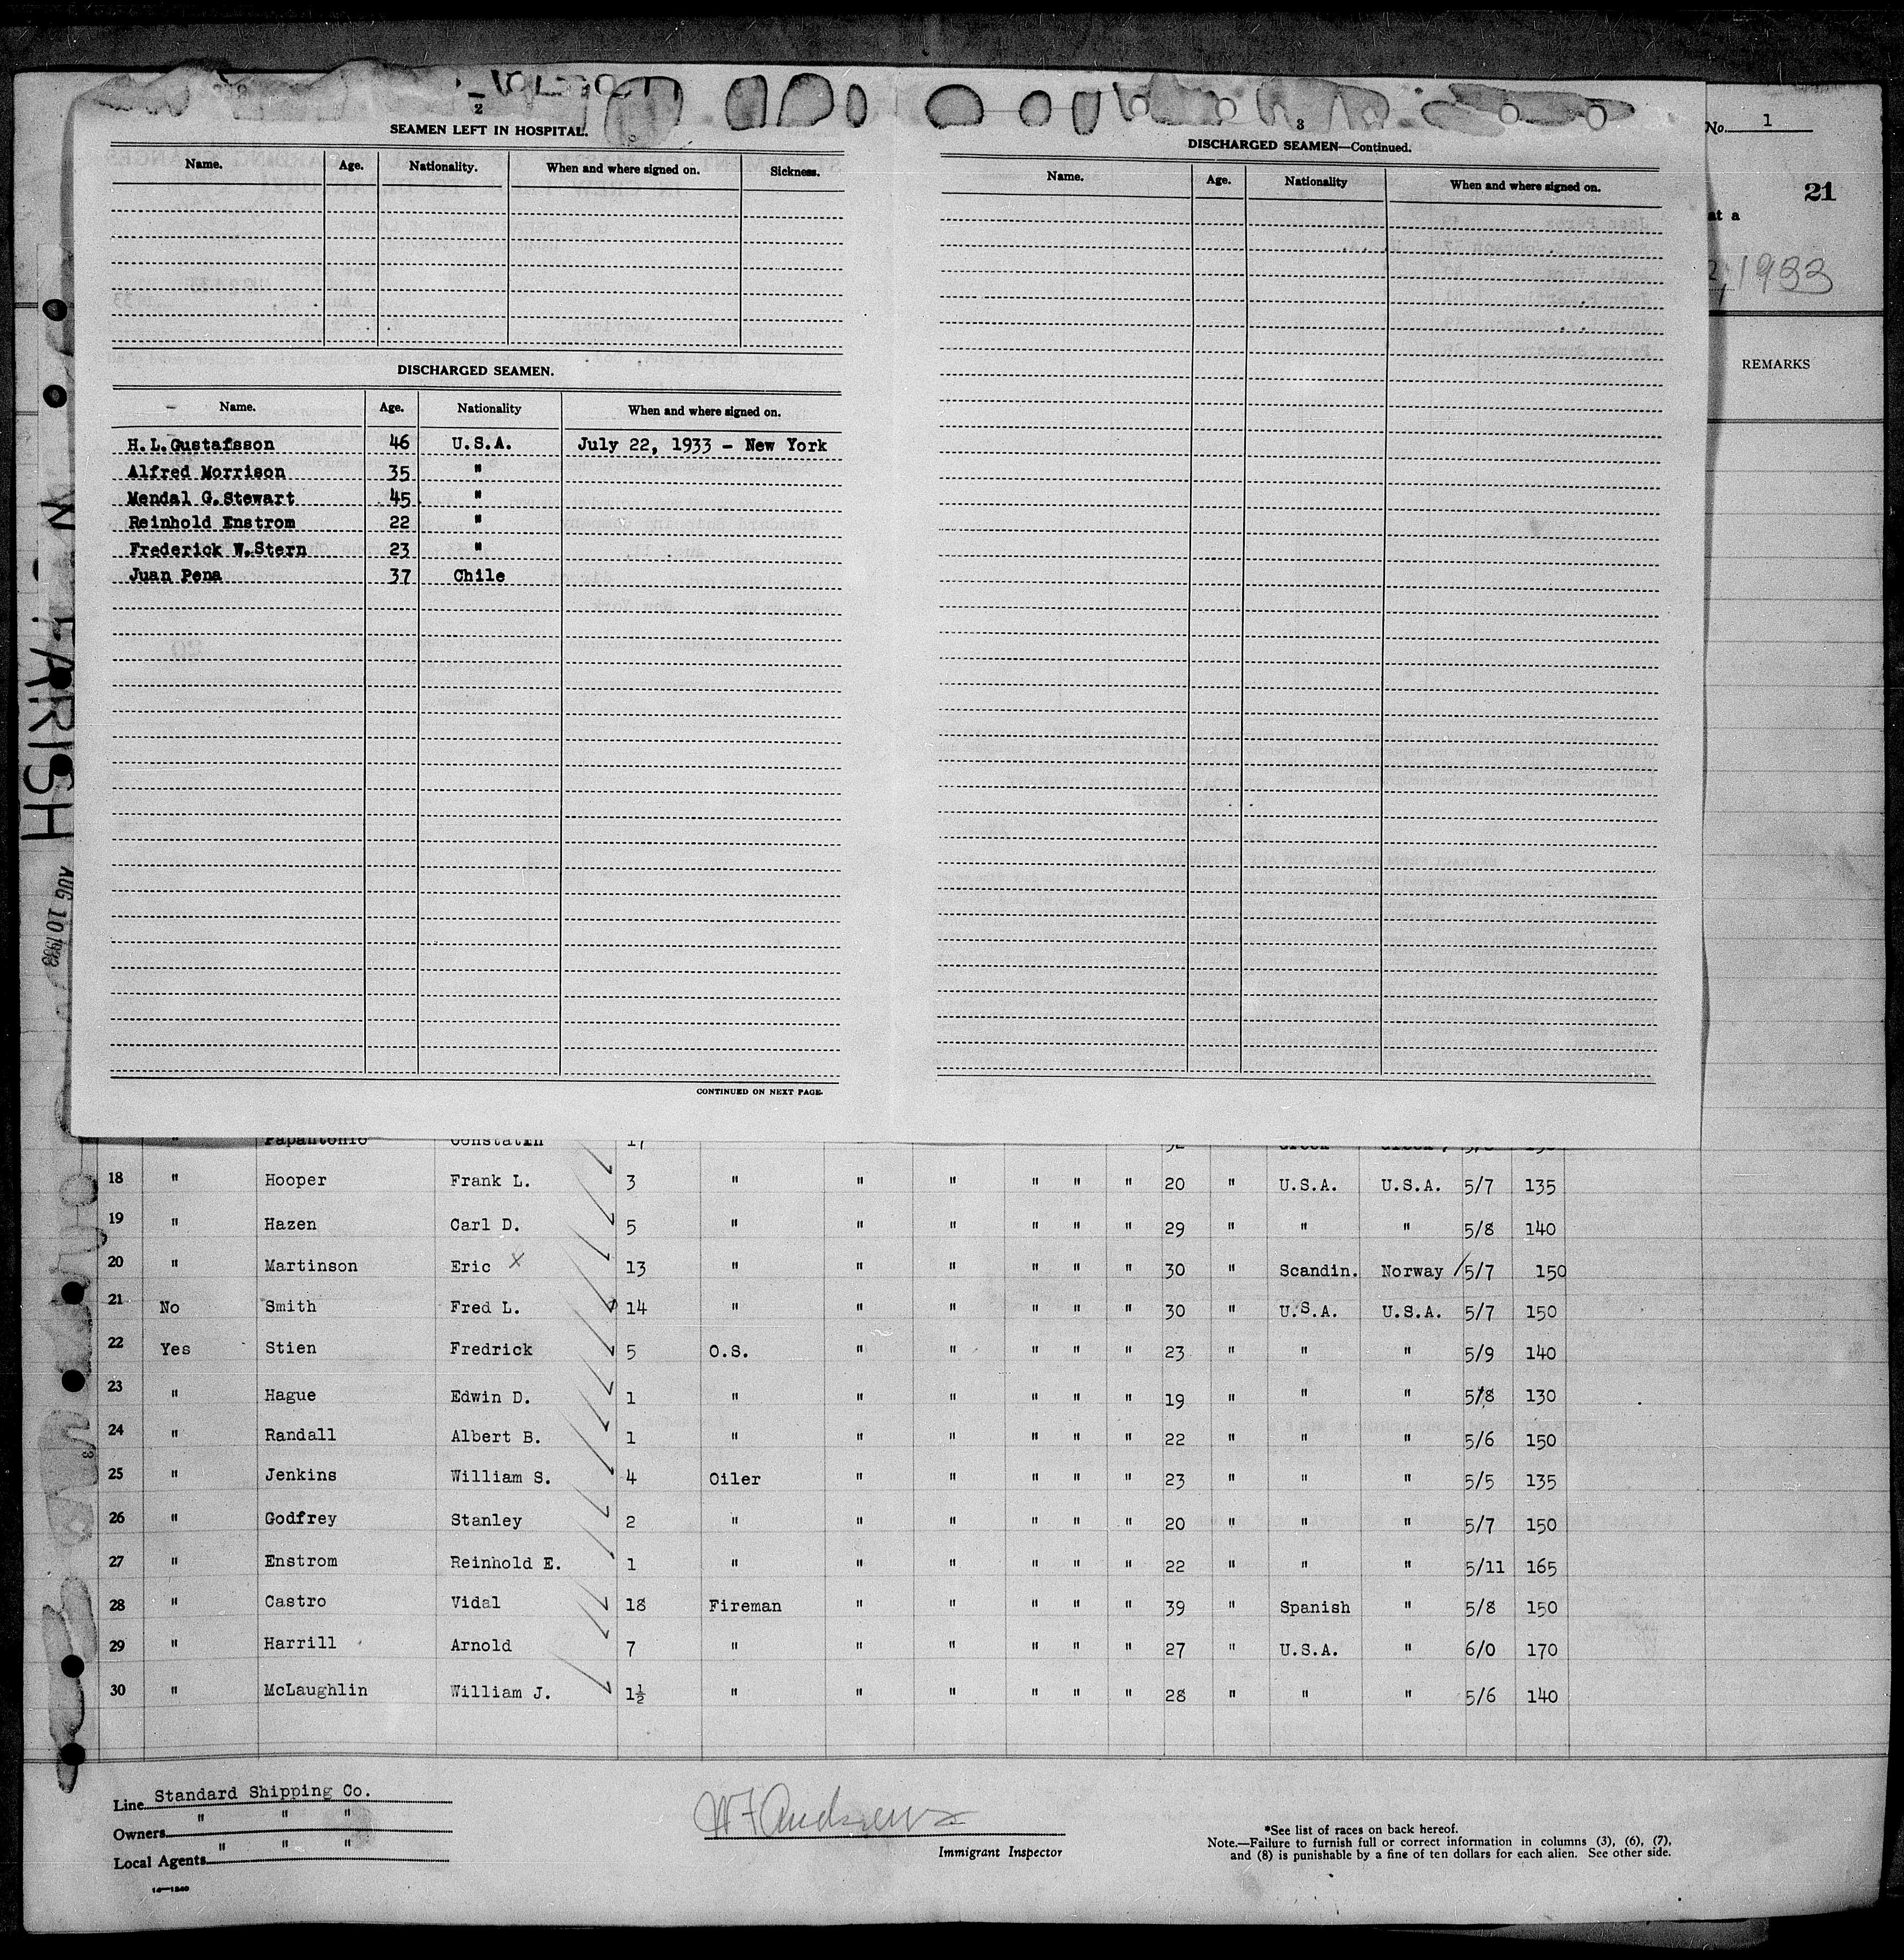 2
SEAMEN LEFT IN HOSPITAL.
Name. Age. Nationality. When and where signed on. Sickness.
DISCHARGED SEAMEN.
Name. Age. Nationality When and where signed on.
H.L.Gustafsson 46 U.S.A. July 22, 1933 - New York
Alfred Morrison 35 "
Mendal G.Stewart 45 "
Reinhold Enstrom 22 "
Frederick W.Stern 23 "
Juan Pena 37 Chile
CONTINUED ON NEXT PAGE.
3
DISCHARGED SEAMEN—Continued.
Name. Age. Nationality When and where signed on.
No. 1
21
at a
2, 1933
REMARKS
W. FARISH
AUG 10 1933
" Papantonio Constatin 17
18 " Hooper Frank L. 3 " " " " " " 20 " U.S.A. U.S.A. 5/7 135
19 " Hazen Carl D. 5 " " " " " " 29 " " " 5/8 140
20 " Martinson Eric X 13 " " " " " " 30 " Scandin. Norway 5/7 150
21 No Smith Fred L. 14 " " " " " " 30 " U.S.A. U.S.A. 5/7 150
22 Yes Stien Fredrick 5 O.S. " " " " " 23 " " " 5/9 140
23 " Hague Edwin D. 1 " " " " " " 19 " " " 5/8 130
24 " Randall Albert B. 1 " " " " " " 22 " " " 5/6 150
25 " Jenkins William S. 4 Oiler " " " " " 23 " " " 5/5 135
26 " Godfrey Stanley 2 " " " " " " 20 " " " 5/7 150
27 " Enstrom Reinhold E. 1 " " " " " " 22 " " " 5/11 165
28 " Castro Vidal 18 Fireman " " " " " 39 " Spanish " 5/8 150
29 " Harrill Arnold 7 " " " " " " 27 " U.S.A. " 6/0 170
30 " McLaughlin William J. 1½ " " " " " " 28 " " " 5/6 140
Line Standard Shipping Co.
Owners " " "
Local Agents " " "
14—1240
W F Andrews
Immigrant Inspector
*See list of races on back hereof.
Note.—Failure to furnish full or correct information in columns (3), (6), (7),
and (8) is punishable by a fine of ten dollars for each alien. See other side.